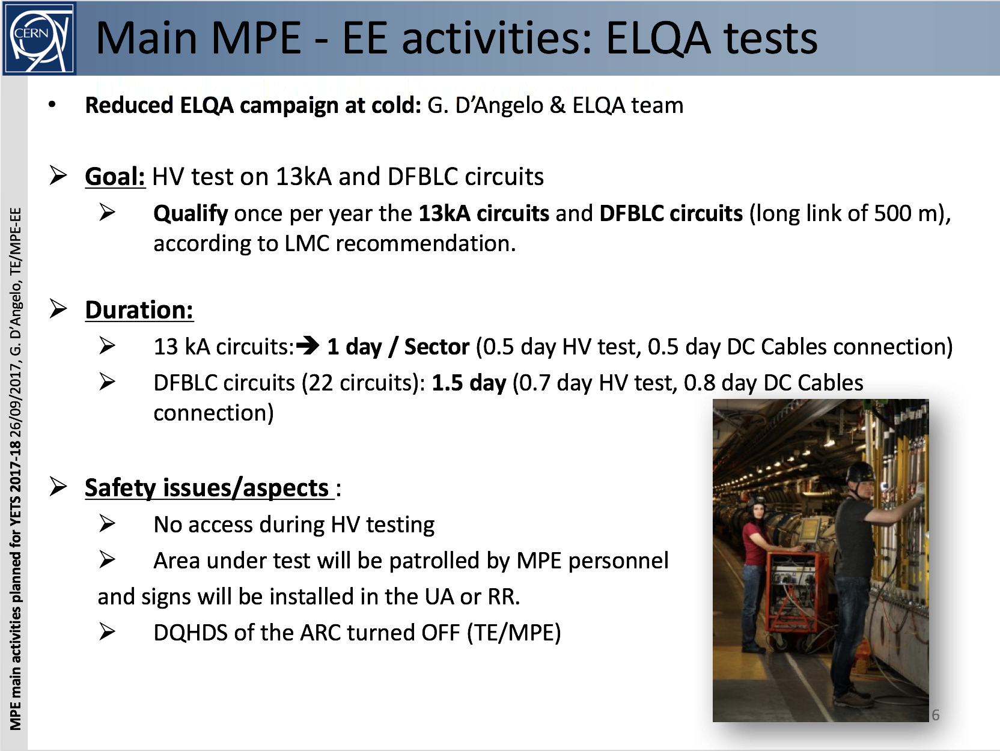 CERN
Main MPE - EE activities: ELQA tests
• Reduced ELQA campaign at cold: G. D’Angelo & ELQA team
➢ Goal: HV test on 13kA and DFBLC circuits
➢ Qualify once per year the 13kA circuits and DFBLC circuits (long link of 500 m),
according to LMC recommendation.
➢ Duration:
➢ 13 kA circuits:➔ 1 day / Sector (0.5 day HV test, 0.5 day DC Cables connection)
➢ DFBLC circuits (22 circuits): 1.5 day (0.7 day HV test, 0.8 day DC Cables
connection)
➢ Safety issues/aspects :
➢ No access during HV testing
➢ Area under test will be patrolled by MPE personnel
and signs will be installed in the UA or RR.
➢ DQHDS of the ARC turned OFF (TE/MPE)
MPE main activities planned for YETS 2017-18 26/09/2017, G. D’Angelo, TE/MPE-EE
6